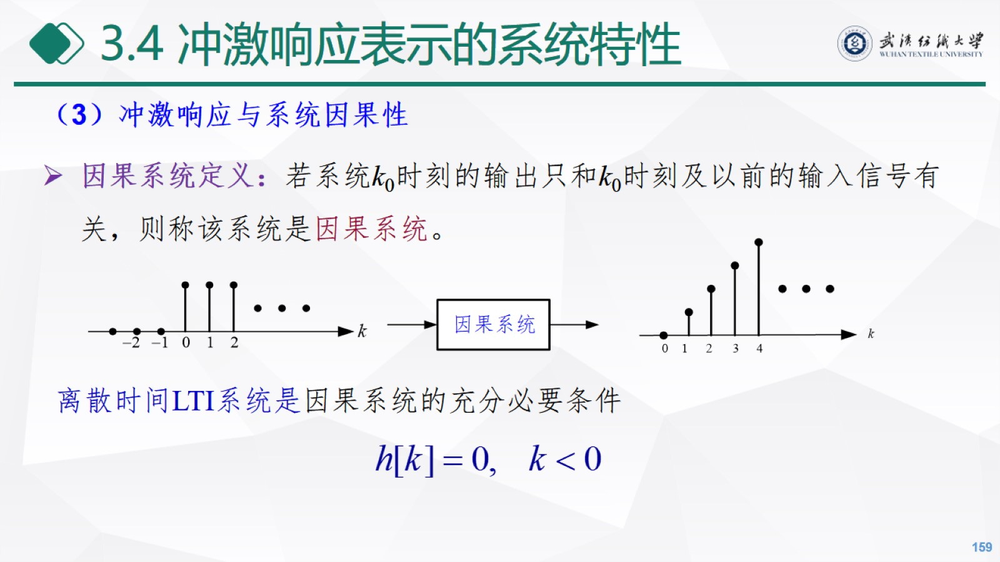 3.4 冲激响应表示的系统特性
武汉纺织大学
WUHAN TEXTILE UNIVERSITY
（3）冲激响应与系统因果性
➢ 因果系统定义：若系统k₀时刻的输出只和k₀时刻及以前的输入信号有
关，则称该系统是因果系统。
–2 –1 0 1 2 k
因果系统
0 1 2 3 4 k
离散时间LTI系统是因果系统的充分必要条件
h[k] = 0, k < 0
159